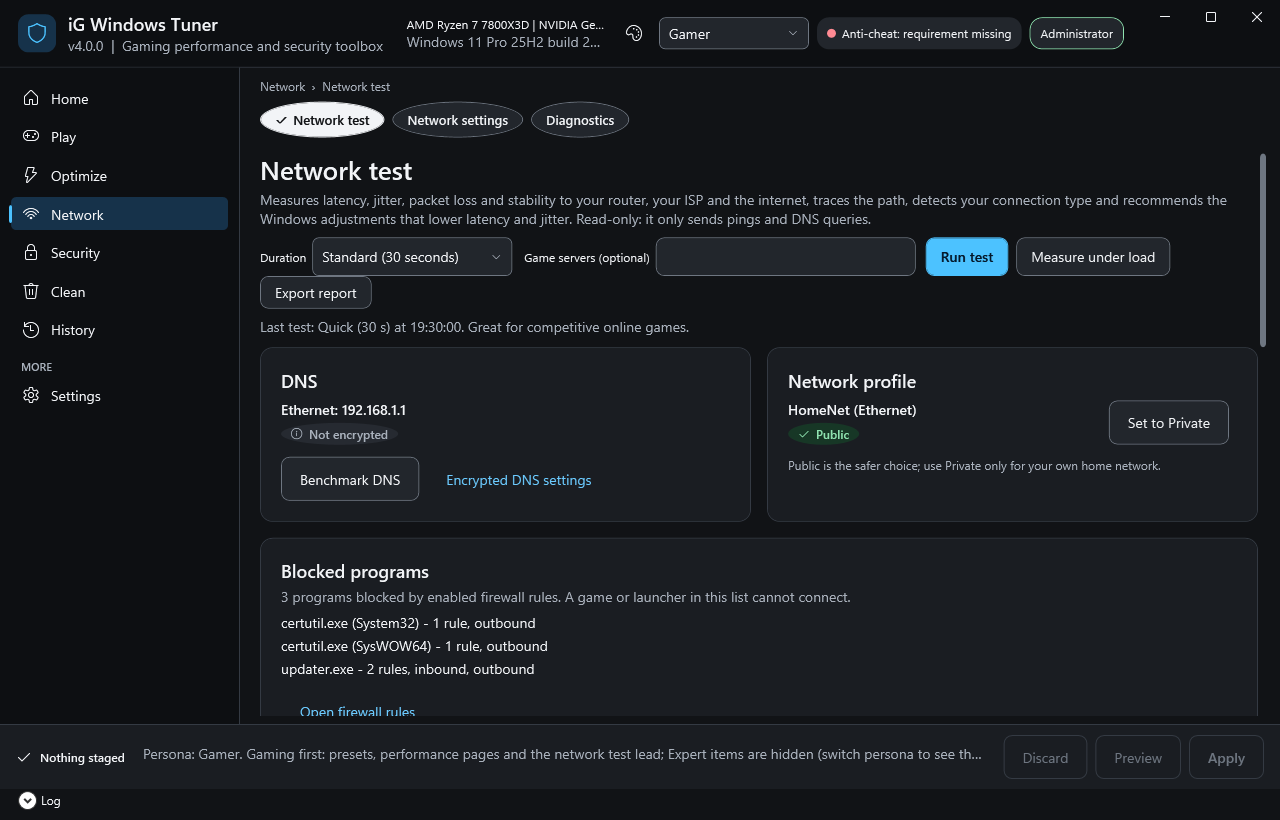 iG Windows Tuner
v4.0.0 | Gaming performance and security toolbox
AMD Ryzen 7 7800X3D | NVIDIA Ge...
Windows 11 Pro 25H2 build 2...
Gamer
Anti-cheat: requirement missing
Administrator
Home
Play
Optimize
Network
Security
Clean
History
MORE
Settings
Network › Network test
Network test
Network settings
Diagnostics
Network test
Measures latency, jitter, packet loss and stability to your router, your ISP and the internet, traces the path, detects your connection type and recommends the
Windows adjustments that lower latency and jitter. Read-only: it only sends pings and DNS queries.
Duration
Standard (30 seconds)
Game servers (optional)
Run test
Measure under load
Export report
Last test: Quick (30 s) at 19:30:00. Great for competitive online games.
DNS
Ethernet: 192.168.1.1
Not encrypted
Benchmark DNS
Encrypted DNS settings
Network profile
HomeNet (Ethernet)
Public
Set to Private
Public is the safer choice; use Private only for your own home network.
Blocked programs
3 programs blocked by enabled firewall rules. A game or launcher in this list cannot connect.
certutil.exe (System32) - 1 rule, outbound
certutil.exe (SysWOW64) - 1 rule, outbound
updater.exe - 2 rules, inbound, outbound
Open firewall rules
Nothing staged
Persona: Gamer. Gaming first: presets, performance pages and the network test lead; Expert items are hidden (switch persona to see th...
Discard
Preview
Apply
Log